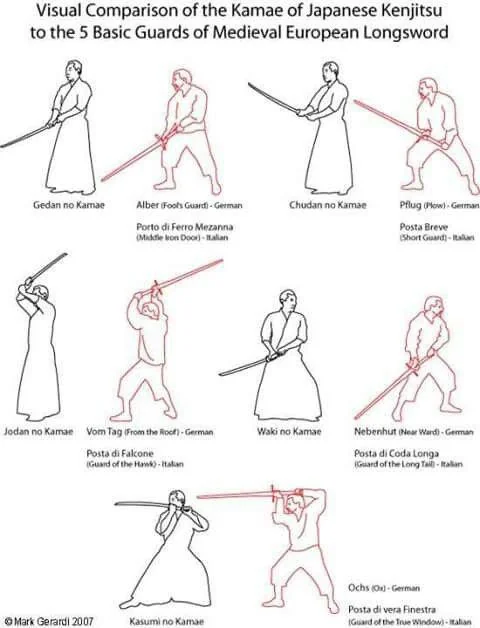 Visual Comparison of the Kamae of Japanese Kenjitsu
to the 5 Basic Guards of Medieval European Longsword
Gedan no Kamae
Alber (Fool's Guard) - German
Porto di Ferro Mezanna
(Middle Iron Door) - Italian
Chudan no Kamae
Pflug (Plow) - German
Posta Breve
(Short Guard) - Italian
Jodan no Kamae
Vom Tag (From the Roof) - German
Posta di Falcone
(Guard of the Hawk) - Italian
Waki no Kamae
Nebenhut (Near Ward) - German
Posta di Coda Longa
(Guard of the Long Tail) - Italian
Kasumi no Kamae
Ochs (Ox) - German
Posta di vera Finestra
(Guard of the True Window) - Italian
©Mark Gerardi 2007